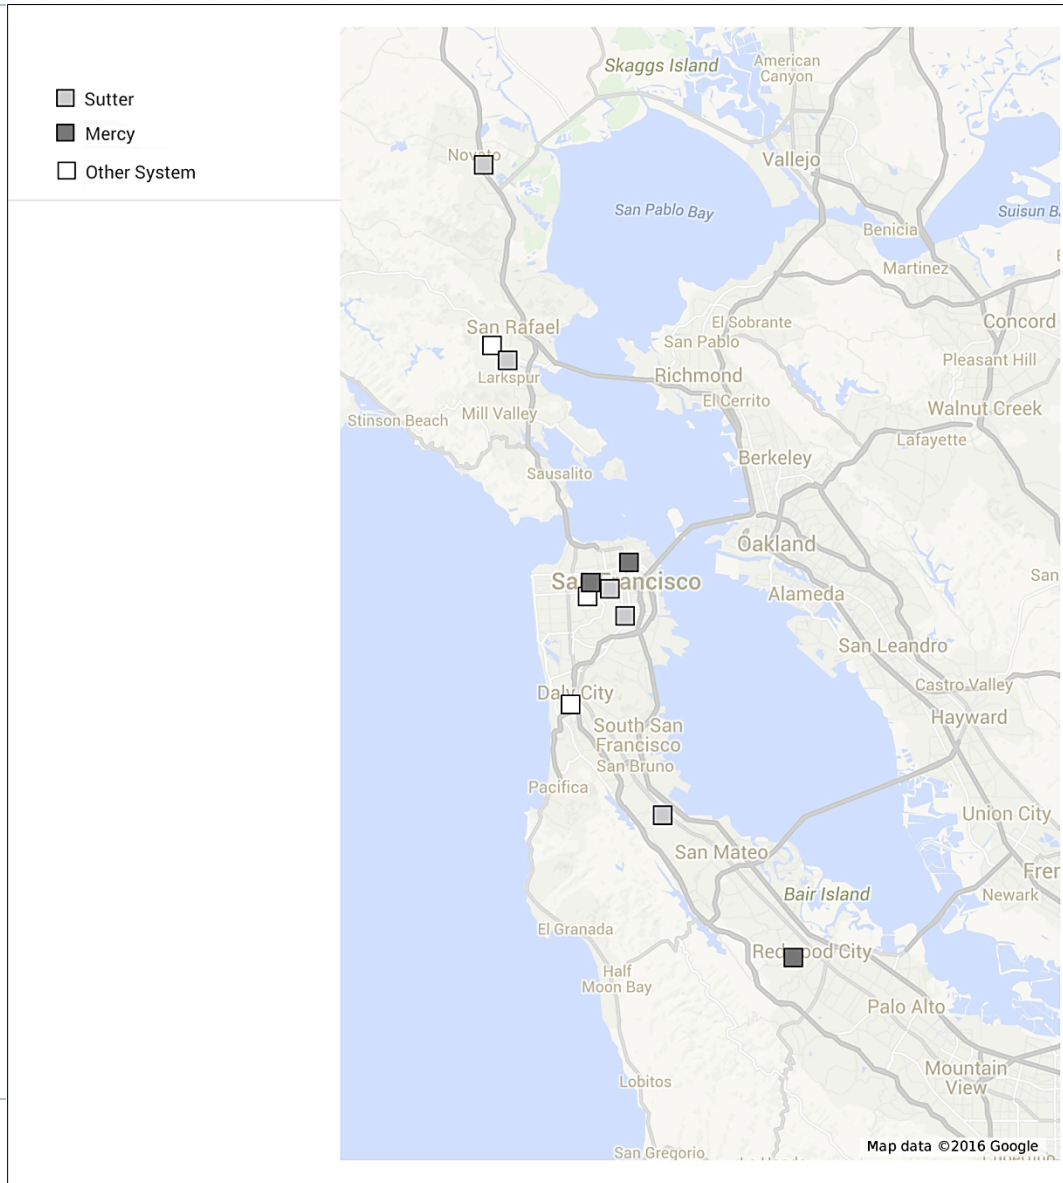 Sutter
Mercy
Other System
Skaggs Island
American
Canyon
Novato
Vallejo
San Pablo Bay
Benicia
Martinez
San Rafael
El Sobrante
San Pablo
Concord
Pleasant Hill
Larkspur
Richmond
El Cerrito
Walnut Creek
Stinson Beach
Mill Valley
Lafayette
Berkeley
Sausalito
Oakland
San
San Francisco
Alameda
San Leandro
Daly City
Castro Valley
South San
Francisco
Hayward
San Bruno
Pacifica
Union City
San Mateo
Bair Island
Newark
El Granada
Redwood City
Half
Moon Bay
Palo Alto
Lobitos
Mountain
View
San Gregorio
Map data ©2016 Google